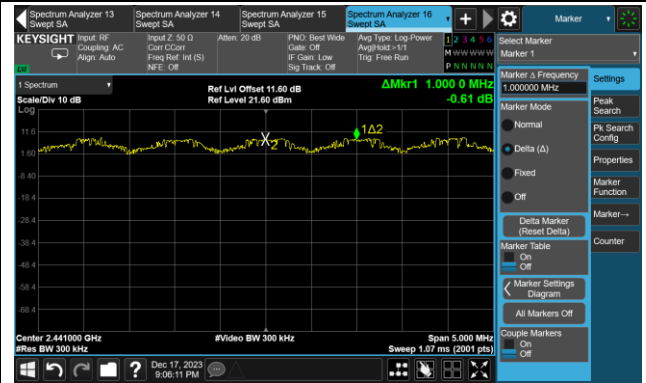 Spectrum Analyzer 13
Swept SA
Spectrum Analyzer 14
Swept SA
Spectrum Analyzer 15
Swept SA
Spectrum Analyzer 16
Swept SA
+
Marker
KEYSIGHT
Input: RF
Coupling: AC
Align: Auto
Input Z: 50 Ω
Corr CCorr
Freq Ref: Int (S)
NFE: Off
Atten: 20 dB
PNO: Best Wide
Gate: Off
IF Gain: Low
Sig Track: Off
Avg Type: Log-Power
Avg|Hold:>1/1
Trig: Free Run
1 2 3 4 5 6
M W W W W W
P N N N N N
Select Marker
Marker 1
1 Spectrum
Scale/Div 10 dB
Log
Ref Lvl Offset 11.60 dB
Ref Level 21.60 dBm
ΔMkr1 1.000 0 MHz
-0.61 dB
11.6
1.60
-8.40
-18.4
-28.4
-38.4
-48.4
-58.4
-68.4
1Δ2
X2
Center 2.441000 GHz
#Res BW 300 kHz
#Video BW 300 kHz
Span 5.000 MHz
Sweep 1.07 ms (2001 pts)
Marker Δ Frequency
1.000000 MHz
Marker Mode
Normal
Delta (Δ)
Fixed
Off
Delta Marker
(Reset Delta)
Marker Table
On
Off
Marker Settings
Diagram
All Markers Off
Couple Markers
On
Off
Settings
Peak
Search
Pk Search
Config
Properties
Marker
Function
Marker→
Counter
?
Dec 17, 2023
9:06:11 PM